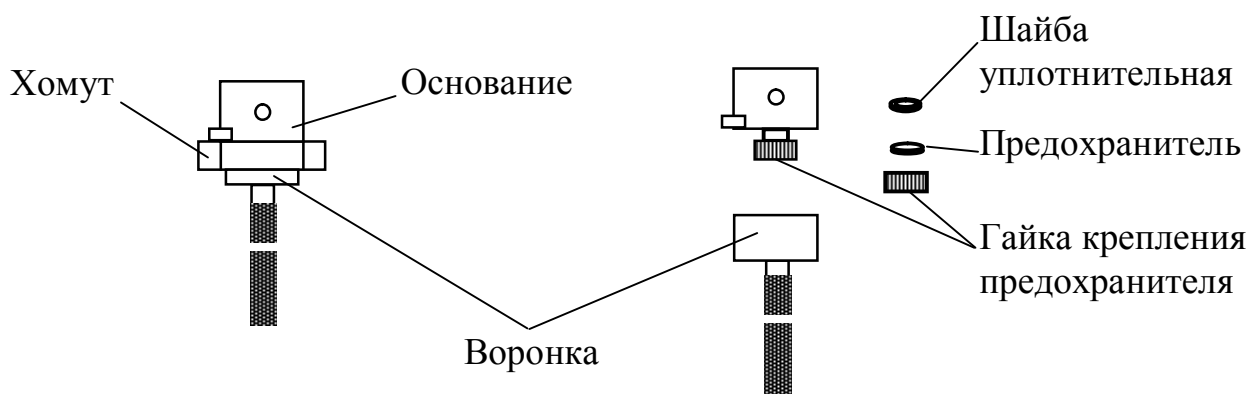 Хомут
Основание
Шайба
уплотнительная
Предохранитель
Гайка крепления
предохранителя
Воронка